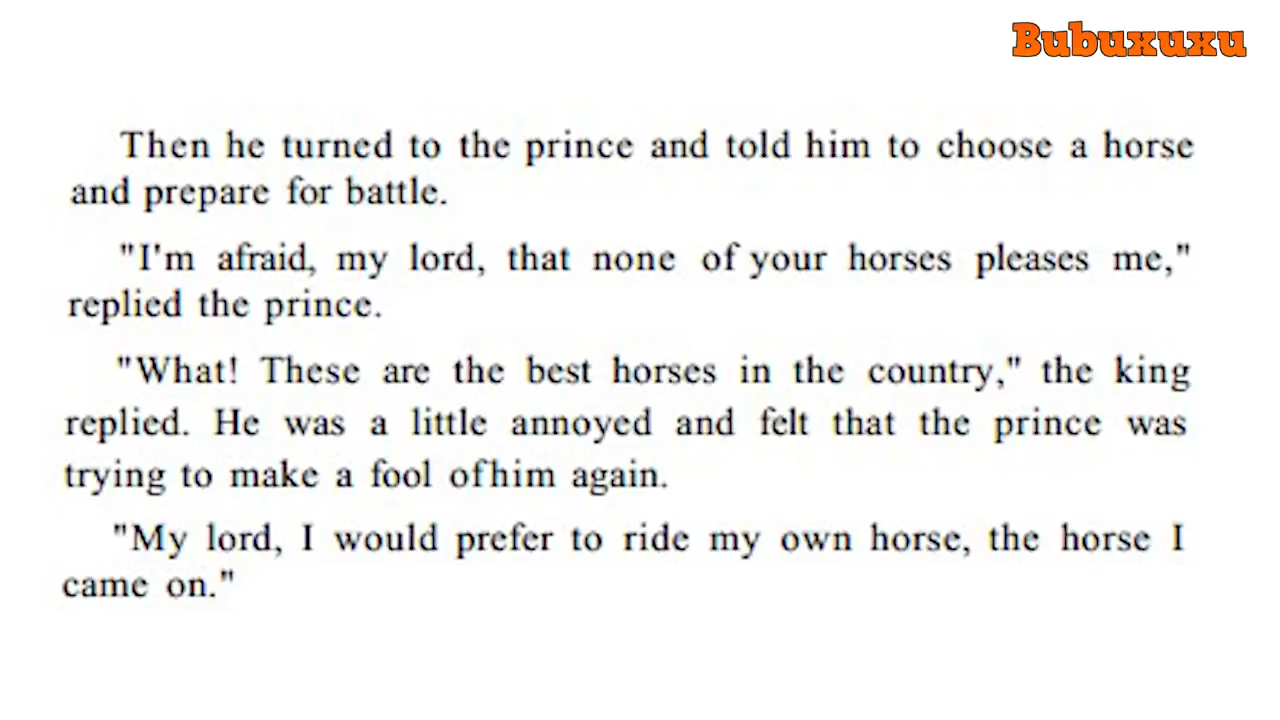 Bubuxuxu
Then he turned to the prince and told him to choose a horse
and prepare for battle.
"I'm afraid, my lord, that none of your horses pleases me,"
replied the prince.
"What! These are the best horses in the country," the king
replied. He was a little annoyed and felt that the prince was
trying to make a fool ofhim again.
"My lord, I would prefer to ride my own horse, the horse I
came on."